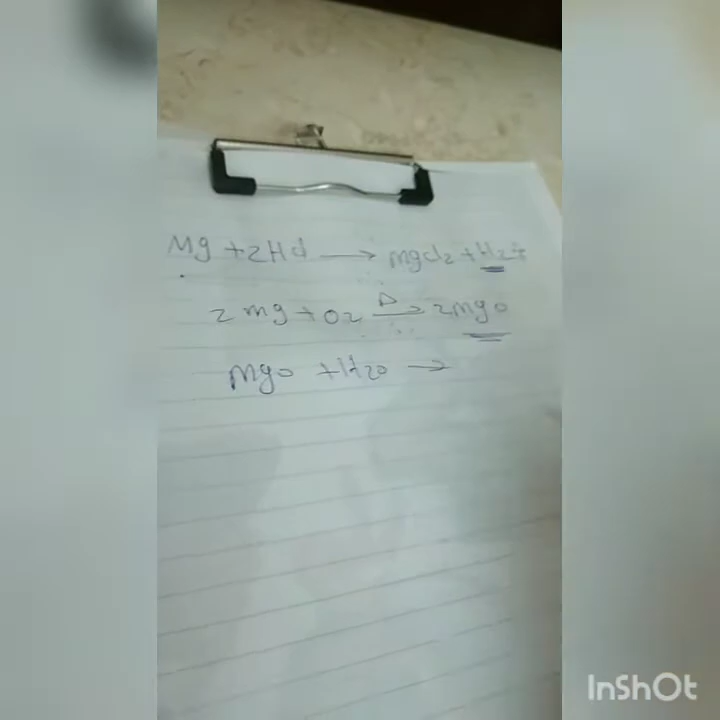 Mg + 2Hcl → mgcl2 + H2↑
2mg + O2 Δ→ 2mgo
Mgo + H2o →
InShOt